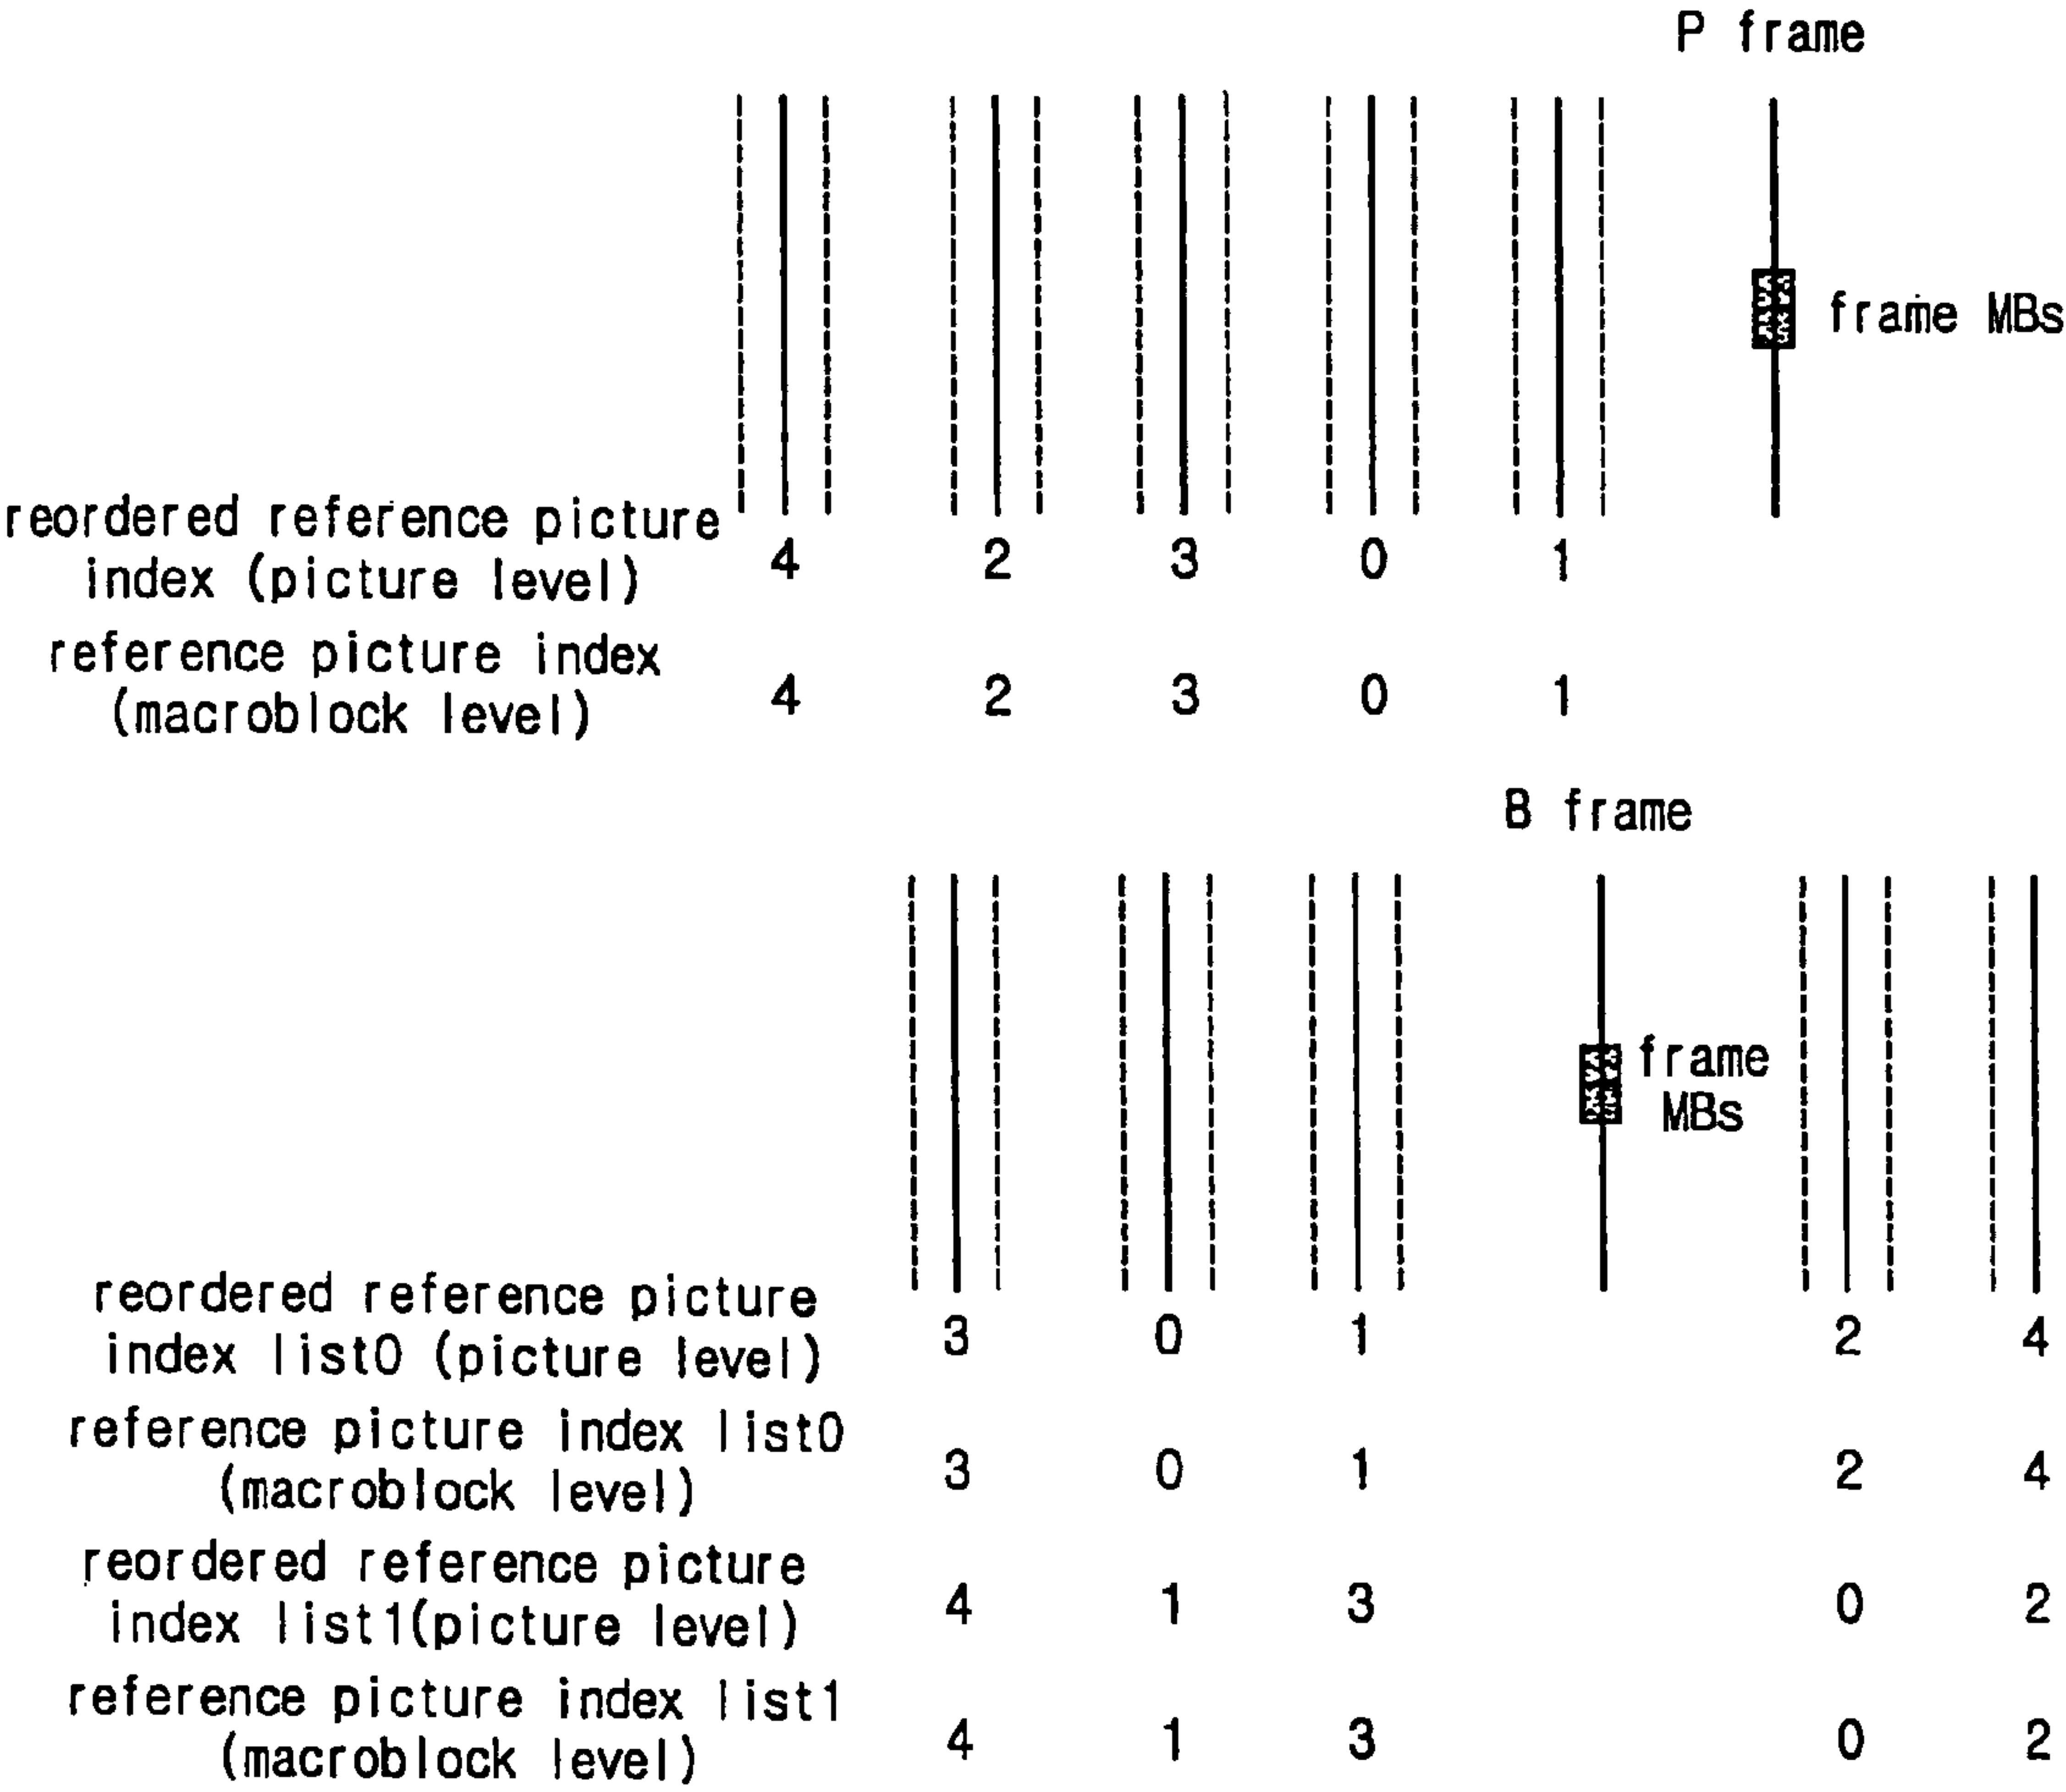 P frame
frame MBs
reordered reference picture
index (picture level)
4 2 3 0 1
reference picture index
(macroblock level)
4 2 3 0 1
B frame
frame
MBs
reordered reference picture
index list0 (picture level)
3 0 1 2 4
reference picture index list0
(macroblock level)
3 0 1 2 4
reordered reference picture
index list1(picture level)
4 1 3 0 2
reference picture index list1
(macroblock level)
4 1 3 0 2